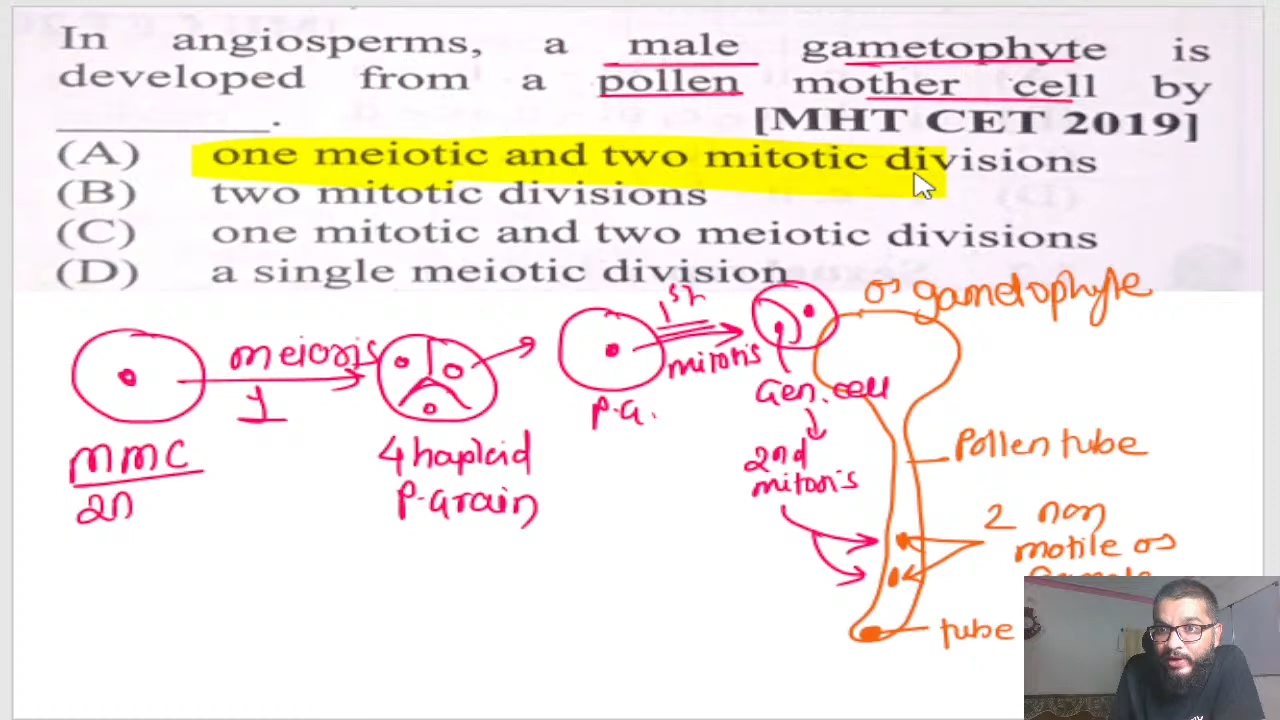 In angiosperms, a male gametophyte is
developed from a pollen mother cell by
____________. [MHT CET 2019]
(A) one meiotic and two mitotic divisions
(B) two mitotic divisions
(C) one mitotic and two meiotic divisions
(D) a single meiotic division
♂ gametophyte
meiosis
1
1st
mitosis
MMC
2n
4 haploid
P. Grain
P.G.
Gen. cell
2nd
mitosis
Pollen tube
2 non
motile ♂
tube